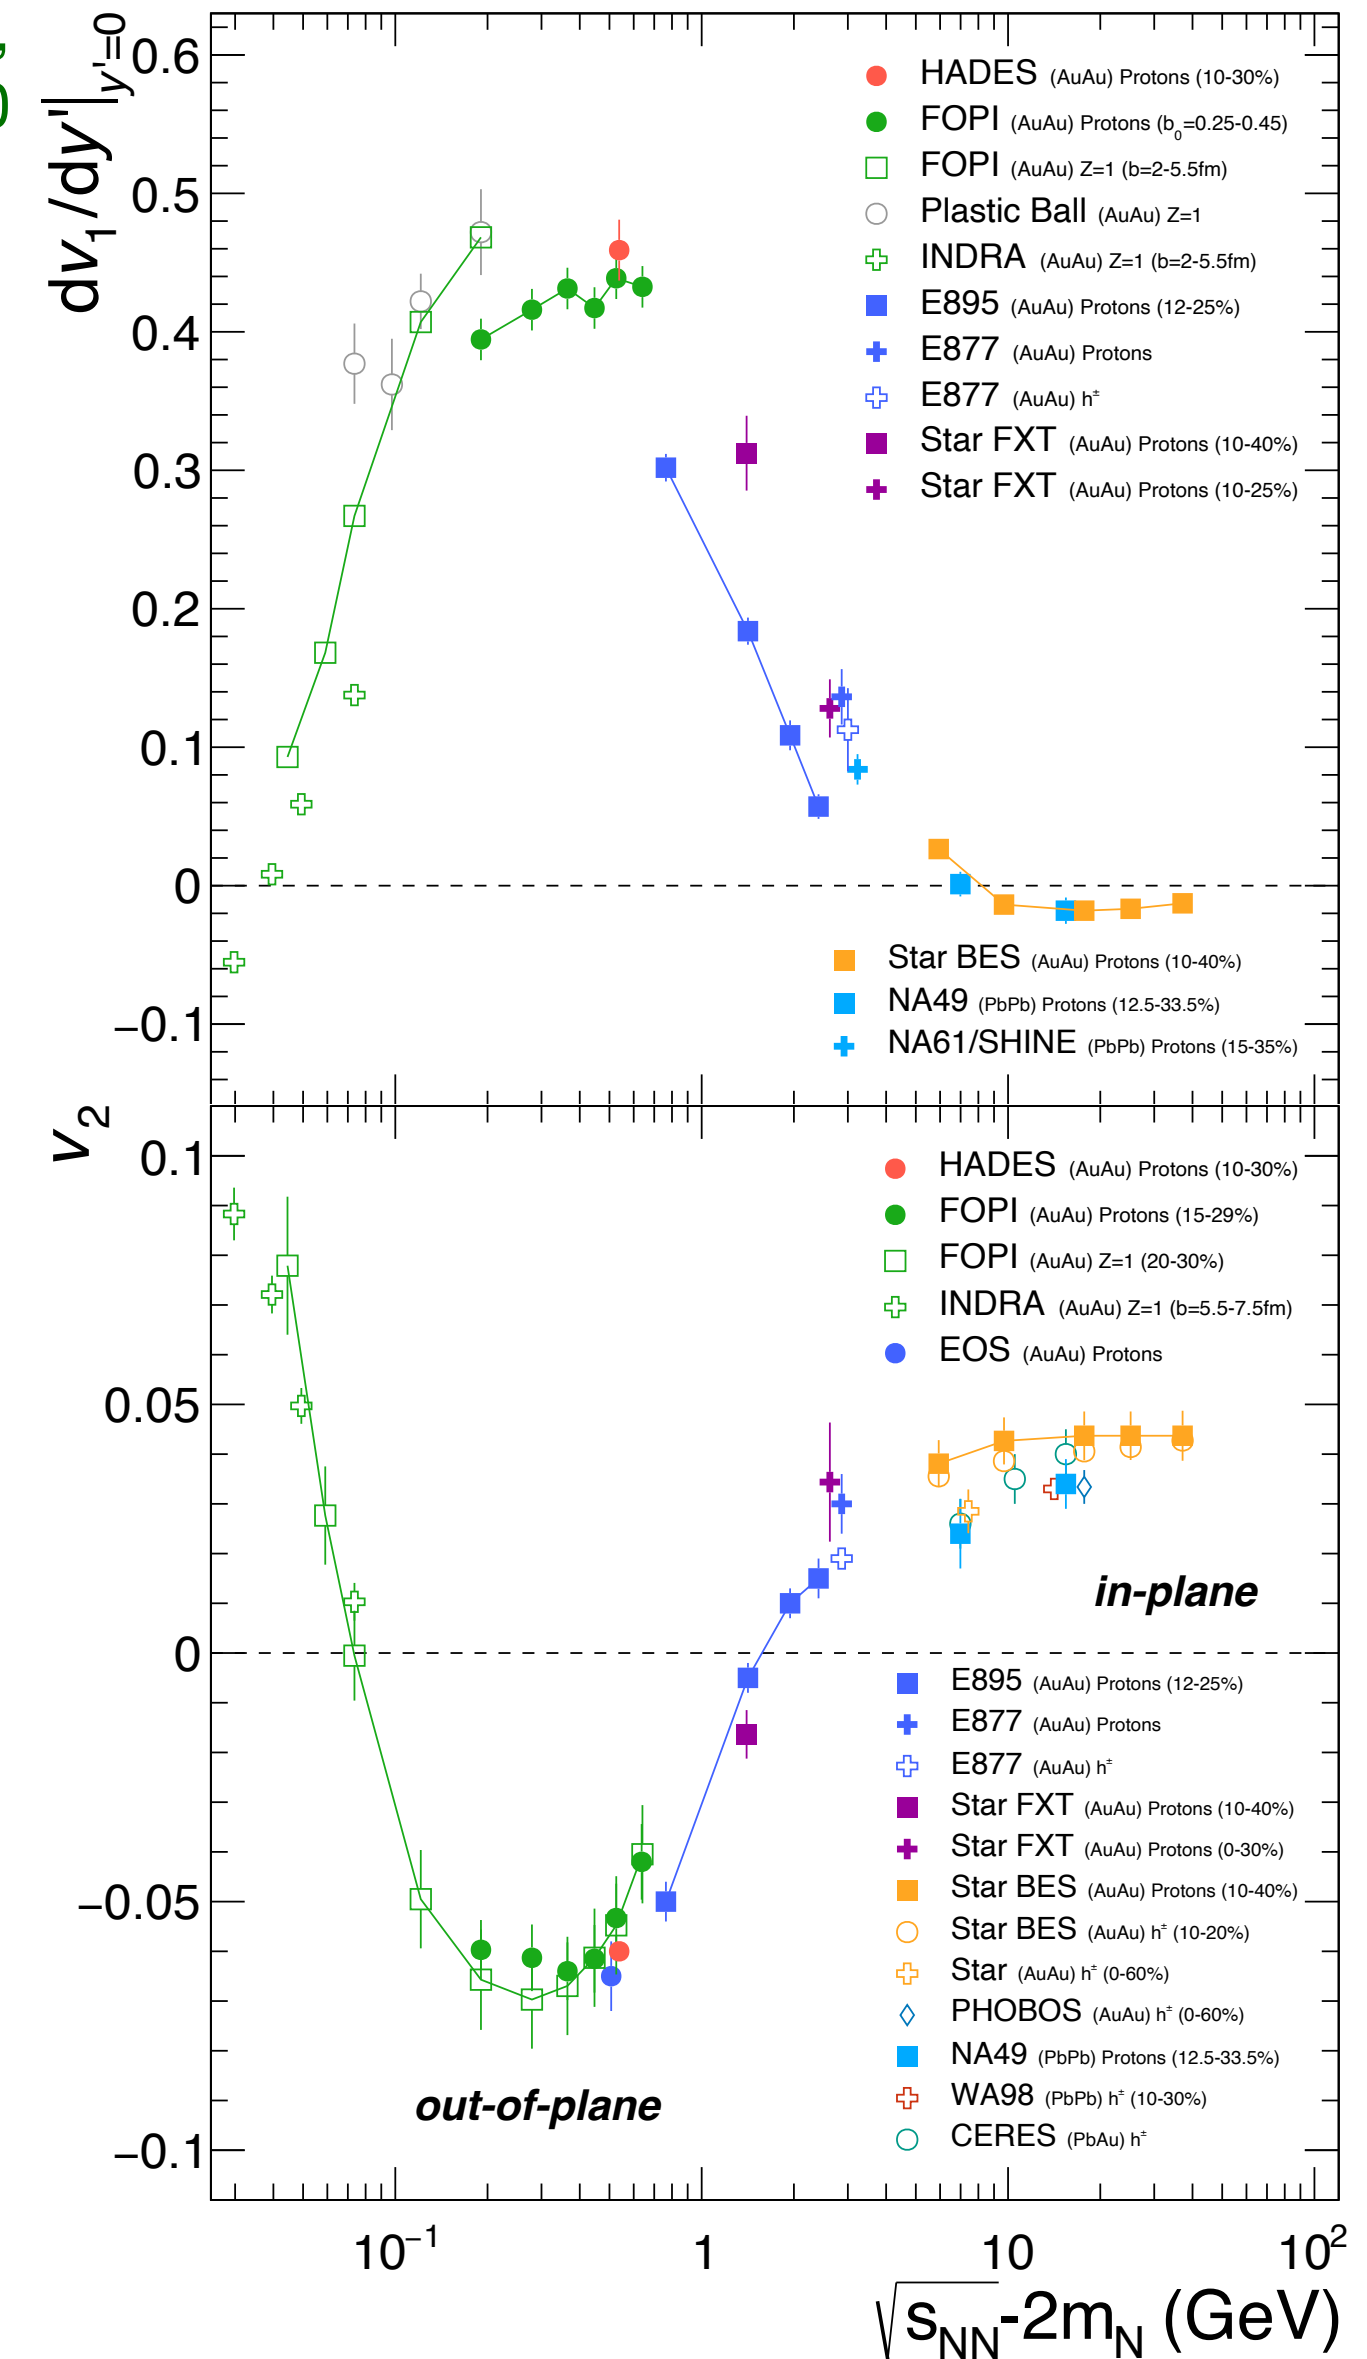 dv₁/dy'|y'=0
0.6
0.5
0.4
0.3
0.2
0.1
0
−0.1
HADES (AuAu) Protons (10-30%)
FOPI (AuAu) Protons (b₀=0.25-0.45)
FOPI (AuAu) Z=1 (b=2-5.5fm)
Plastic Ball (AuAu) Z=1
INDRA (AuAu) Z=1 (b=2-5.5fm)
E895 (AuAu) Protons (12-25%)
E877 (AuAu) Protons
E877 (AuAu) h±
Star FXT (AuAu) Protons (10-40%)
Star FXT (AuAu) Protons (10-25%)
Star BES (AuAu) Protons (10-40%)
NA49 (PbPb) Protons (12.5-33.5%)
NA61/SHINE (PbPb) Protons (15-35%)
v₂
0.1
0.05
0
−0.05
−0.1
HADES (AuAu) Protons (10-30%)
FOPI (AuAu) Protons (15-29%)
FOPI (AuAu) Z=1 (20-30%)
INDRA (AuAu) Z=1 (b=5.5-7.5fm)
EOS (AuAu) Protons
in-plane
E895 (AuAu) Protons (12-25%)
E877 (AuAu) Protons
E877 (AuAu) h±
Star FXT (AuAu) Protons (10-40%)
Star FXT (AuAu) Protons (0-30%)
Star BES (AuAu) Protons (10-40%)
Star BES (AuAu) h± (10-20%)
Star (AuAu) h± (0-60%)
PHOBOS (AuAu) h± (0-60%)
NA49 (PbPb) Protons (12.5-33.5%)
WA98 (PbPb) h± (10-30%)
CERES (PbAu) h±
out-of-plane
10⁻¹ 1 10 10²
√sNN-2mN (GeV)